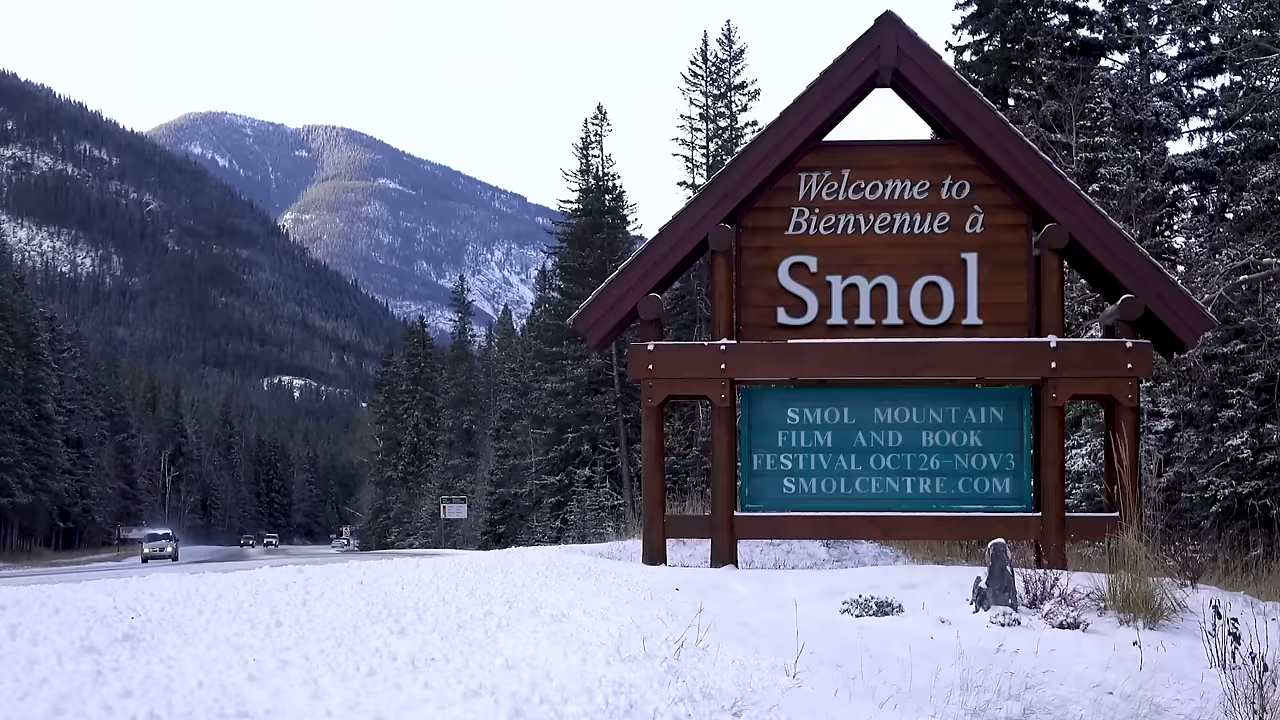 Welcome to
Bienvenue à
Smol
SMOL MOUNTAIN
FILM AND BOOK
FESTIVAL OCT26-NOV3
SMOLCENTRE.COM